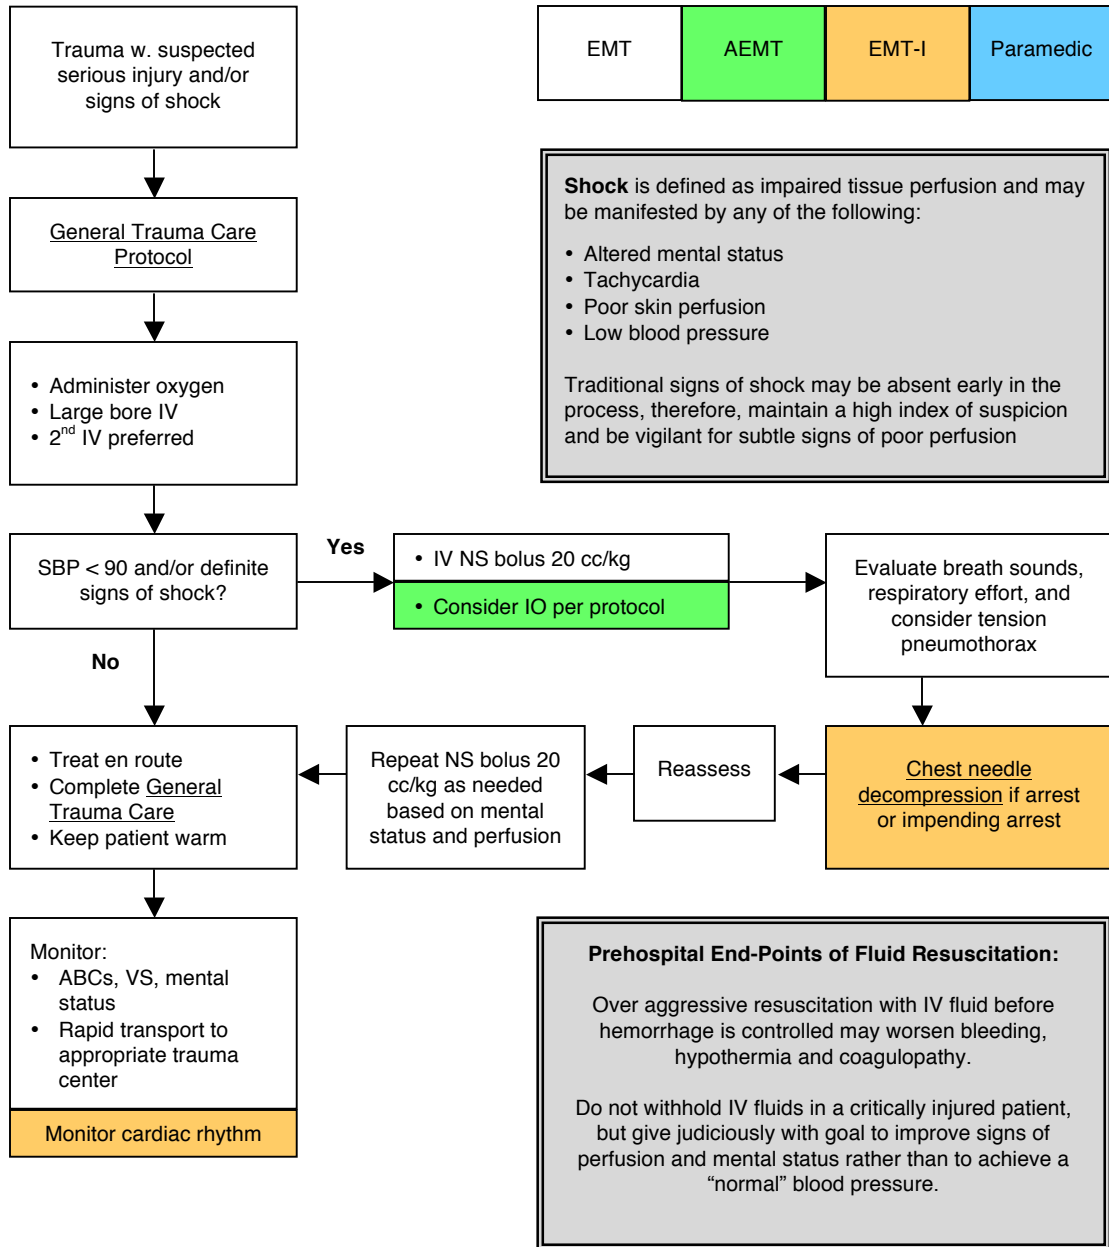 Trauma w. suspected
serious injury and/or
signs of shock
EMT
AEMT
EMT-I
Paramedic
General Trauma Care
Protocol
Shock is defined as impaired tissue perfusion and may
be manifested by any of the following:
• Altered mental status
• Tachycardia
• Poor skin perfusion
• Low blood pressure
Traditional signs of shock may be absent early in the
process, therefore, maintain a high index of suspicion
and be vigilant for subtle signs of poor perfusion
• Administer oxygen
• Large bore IV
• 2nd IV preferred
SBP < 90 and/or definite
signs of shock?
Yes
• IV NS bolus 20 cc/kg
• Consider IO per protocol
Evaluate breath sounds,
respiratory effort, and
consider tension
pneumothorax
No
• Treat en route
• Complete General
Trauma Care
• Keep patient warm
Repeat NS bolus 20
cc/kg as needed
based on mental
status and perfusion
Reassess
Chest needle
decompression if arrest
or impending arrest
Monitor:
• ABCs, VS, mental
status
• Rapid transport to
appropriate trauma
center
Monitor cardiac rhythm
Prehospital End-Points of Fluid Resuscitation:
Over aggressive resuscitation with IV fluid before
hemorrhage is controlled may worsen bleeding,
hypothermia and coagulopathy.
Do not withhold IV fluids in a critically injured patient,
but give judiciously with goal to improve signs of
perfusion and mental status rather than to achieve a
“normal” blood pressure.